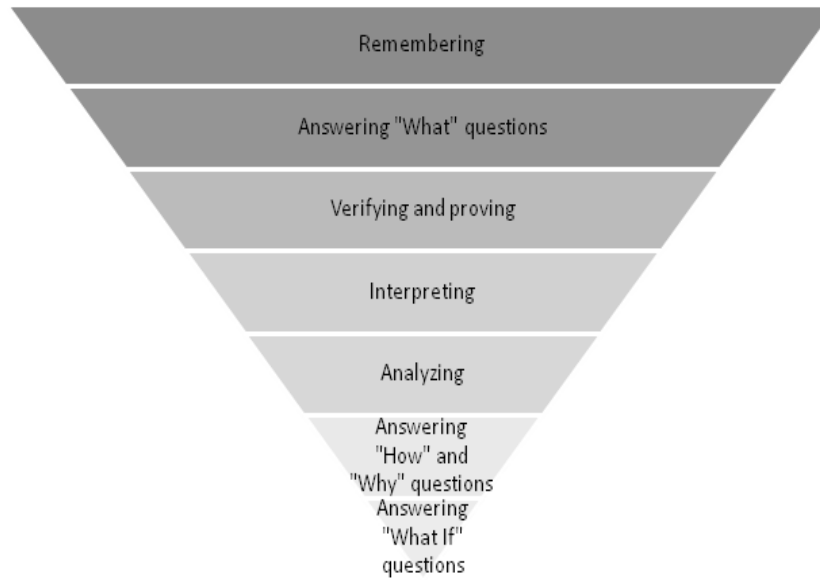 Remembering
Answering "What" questions
Verifying and proving
Interpreting
Analyzing
Answering
"How" and
"Why" questions
Answering
"What If"
questions